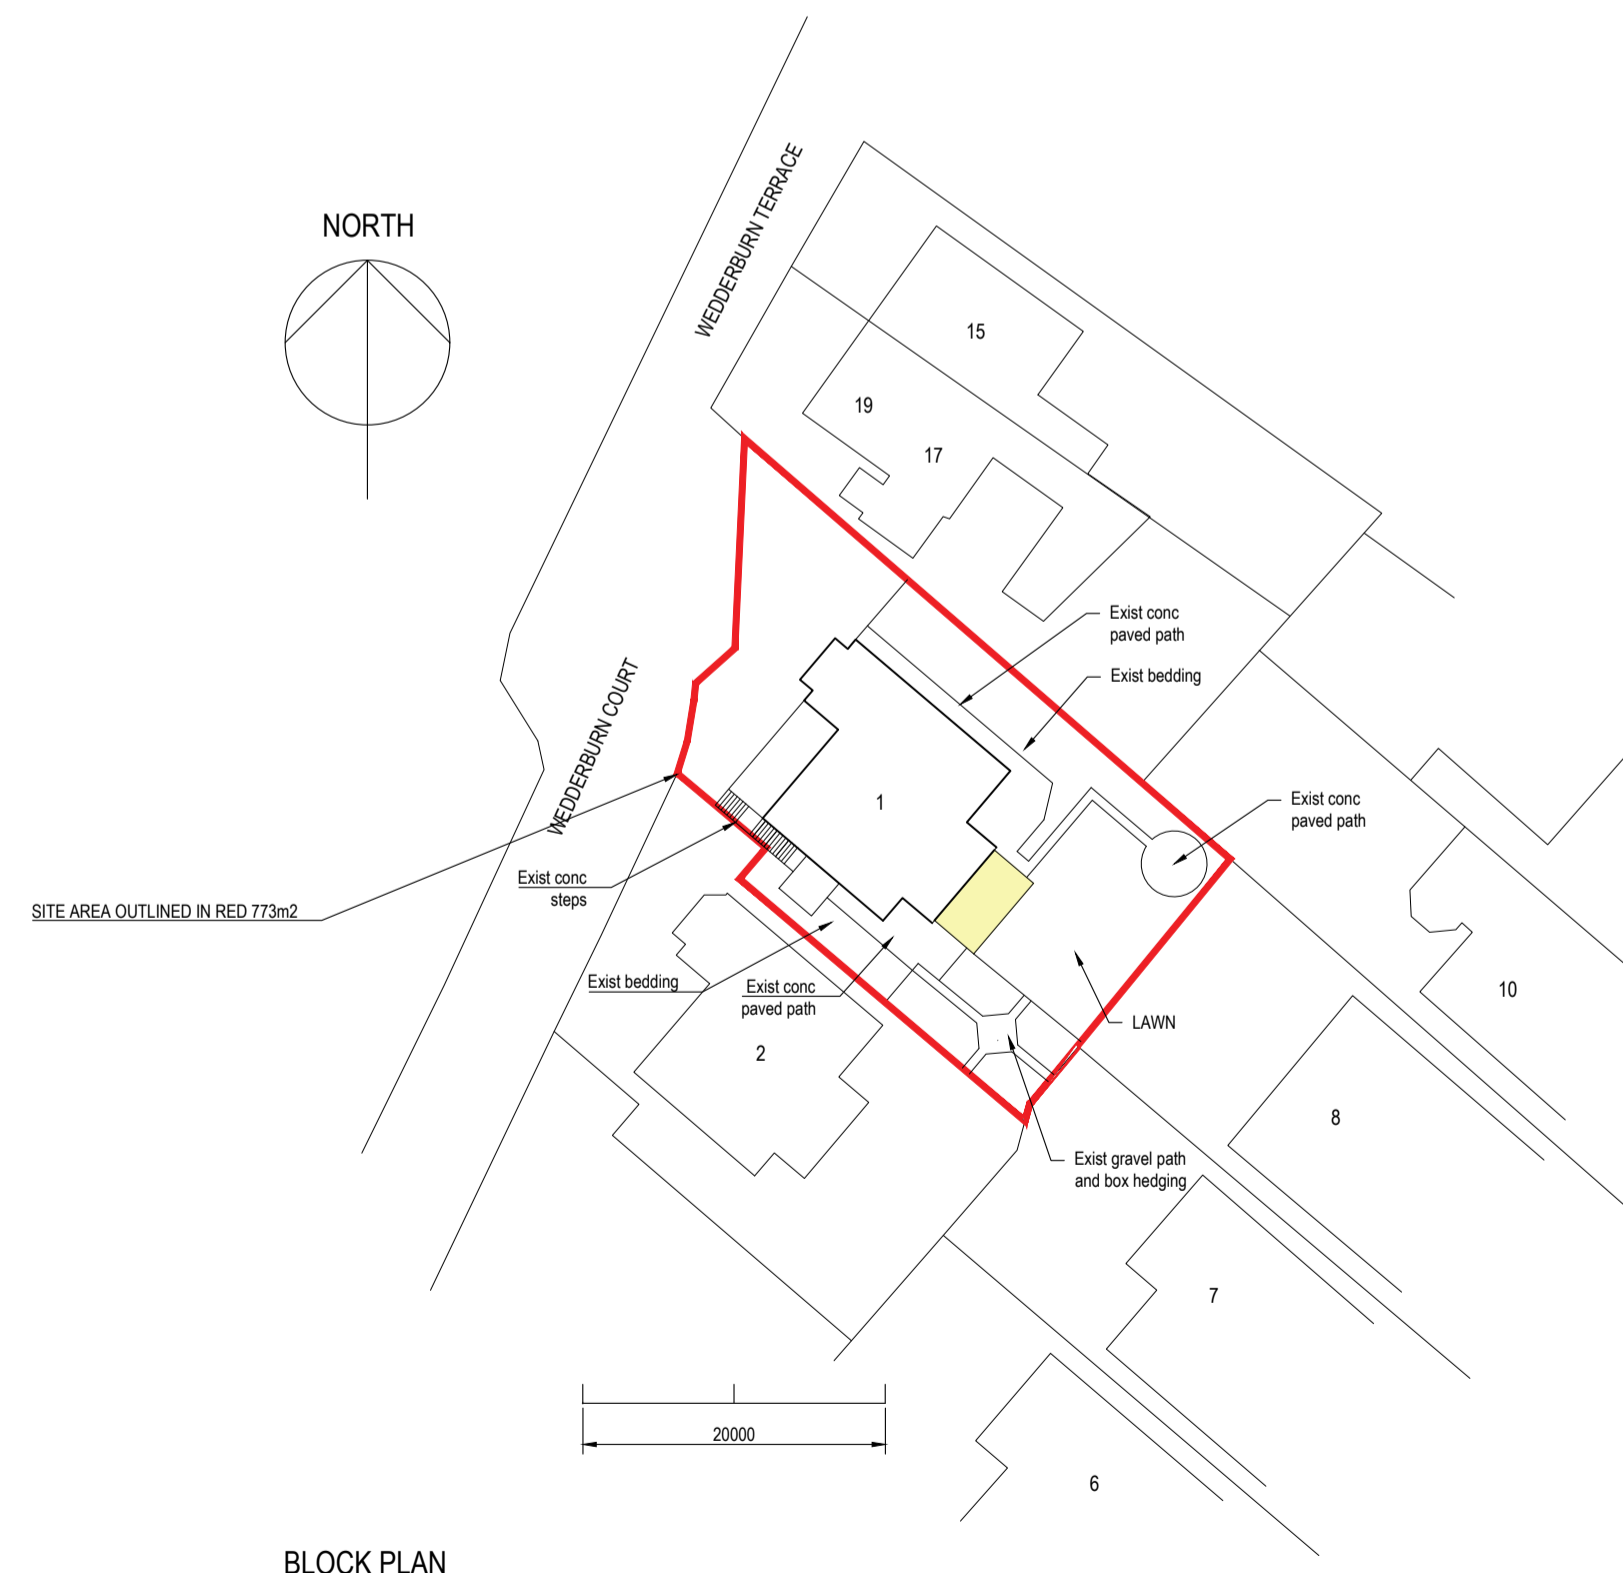 WEDDERBURN TERRACE
NORTH
15
19
17
Exist conc
paved path
Exist bedding
WEDDERBURN COURT
1
Exist conc
paved path
Exist conc
steps
SITE AREA OUTLINED IN RED 773m2
Exist bedding
Exist conc
paved path
10
LAWN
2
8
Exist gravel path
and box hedging
7
20000
6
BLOCK PLAN